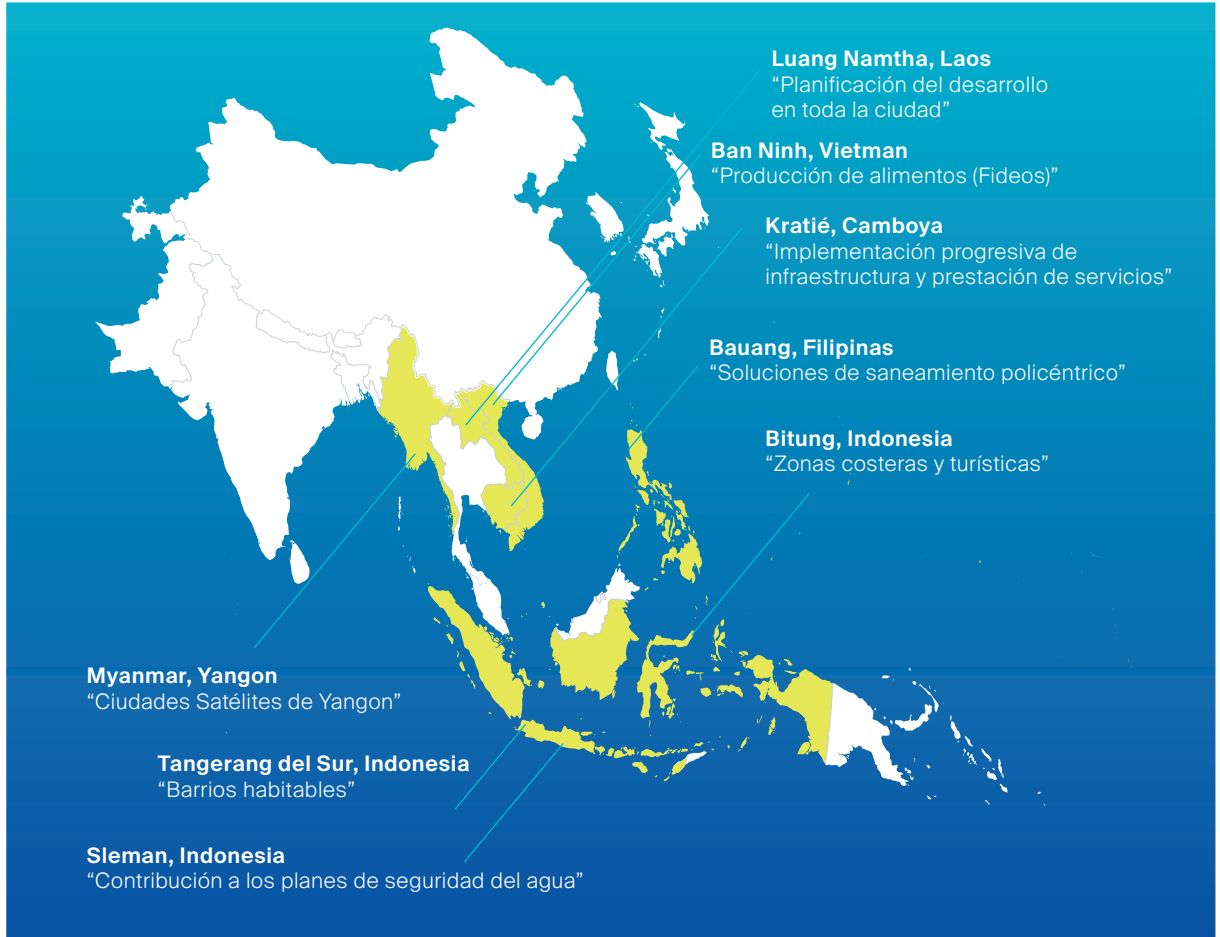 Luang Namtha, Laos
“Planificación del desarrollo
en toda la ciudad”
Ban Ninh, Vietman
“Producción de alimentos (Fideos)”
Kratié, Camboya
“Implementación progresiva de
infraestructura y prestación de servicios”
Bauang, Filipinas
“Soluciones de saneamiento policéntrico”
Bitung, Indonesia
“Zonas costeras y turísticas”
Myanmar, Yangon
“Ciudades Satélites de Yangon”
Tangerang del Sur, Indonesia
“Barrios habitables”
Sleman, Indonesia
“Contribución a los planes de seguridad del agua”